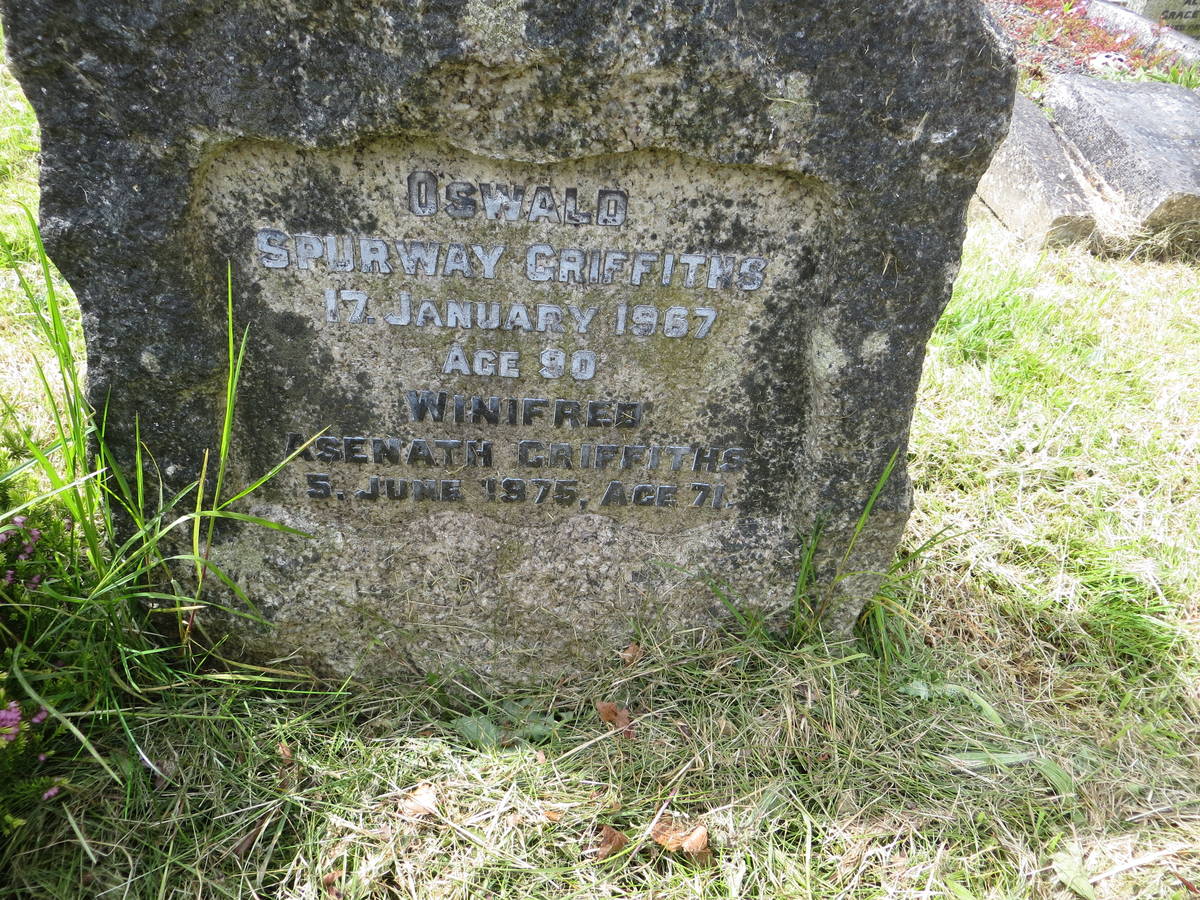 OSWALD
SPURWAY GRIFFITHS
17. JANUARY 1967
AGE 90
WINIFRED
ASENATH GRIFFITHS
5. JUNE 1975, AGE 71.